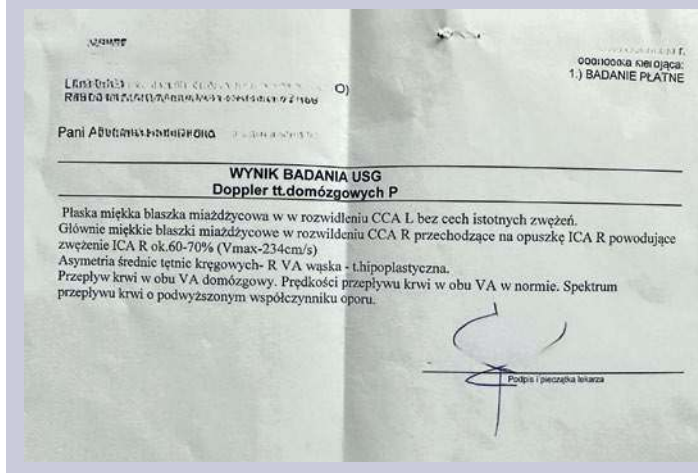 1.) BADANIE PŁATNE
Pani
WYNIK BADANIA USG
Doppler tt.domózgowych P
Płaska miękka blaszka miażdżycowa w w rozwidleniu CCA L bez cech istotnych zwężeń.
Głównie miękkie blaszki miażdżycowe w rozwildeniu CCA R przechodzące na opuszkę ICA R powodujące
zwężenie ICA R ok.60-70% (Vmax-234cm/s)
Asymetria średnic tętnic kręgowych- R VA wąska - t.hipoplastyczna.
Przepływ krwi w obu VA domózgowy. Prędkości przepływu krwi w obu VA w normie. Spektrum
przepływu krwi o podwyższonym współczynniku oporu.
Podpis i pieczątka lekarza